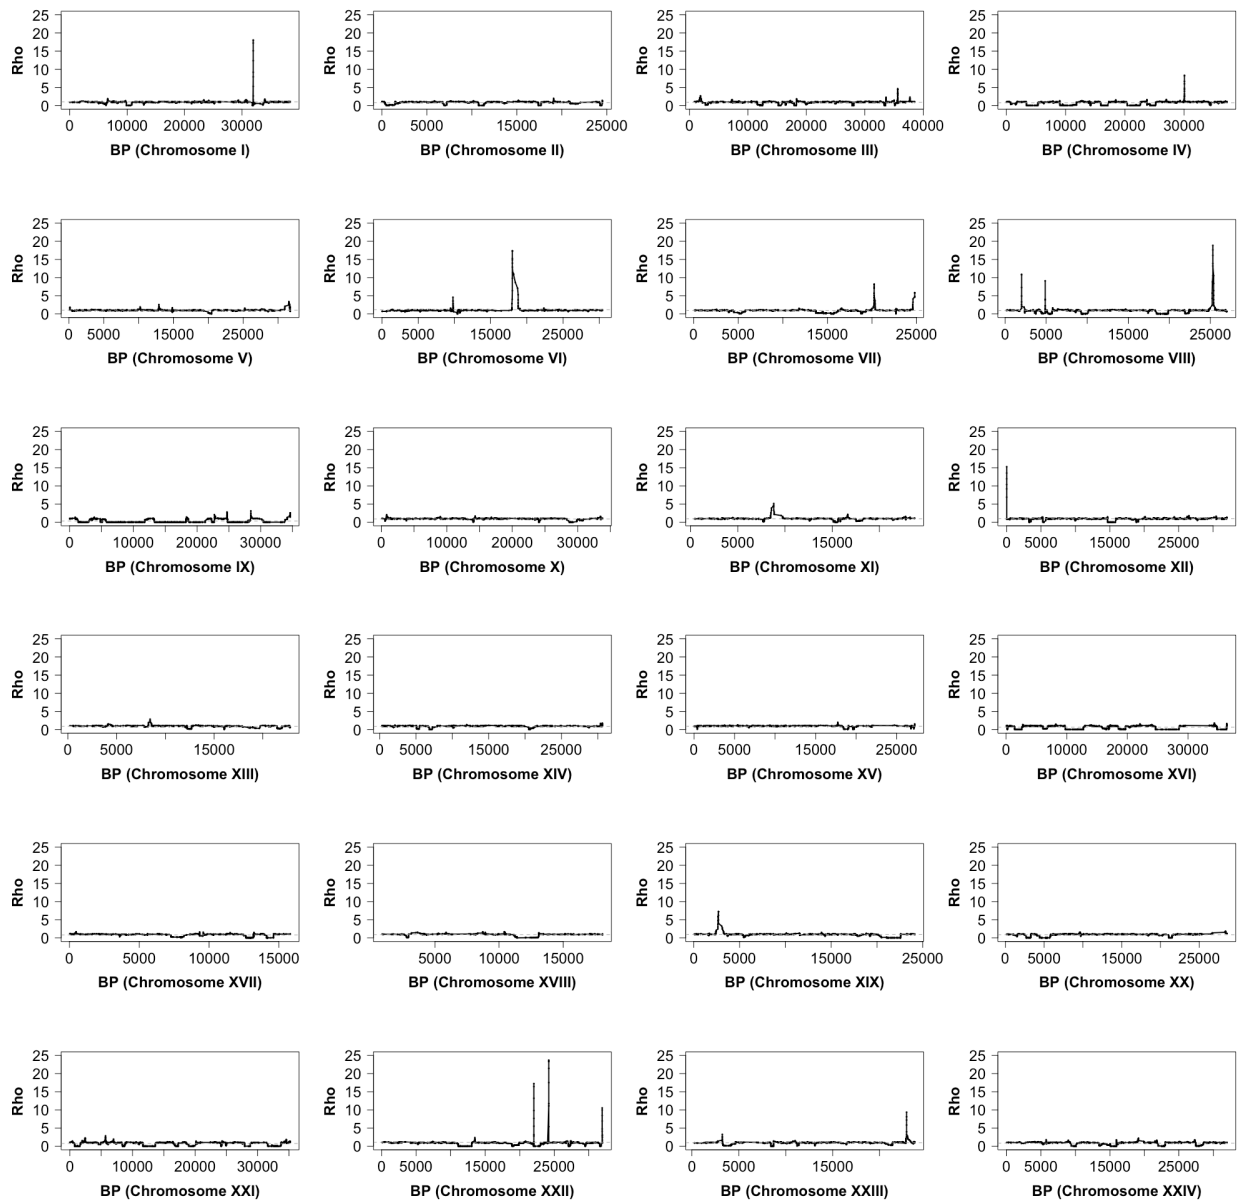 25
20
15
10
5
0
Rho
0 10000 20000 30000
BP (Chromosome I)
25
20
15
10
5
0
Rho
0 5000 15000 25000
BP (Chromosome II)
25
20
15
10
5
0
Rho
0 10000 20000 30000 40000
BP (Chromosome III)
25
20
15
10
5
0
Rho
0 10000 20000 30000
BP (Chromosome IV)
25
20
15
10
5
0
Rho
0 5000 15000 25000
BP (Chromosome V)
25
20
15
10
5
0
Rho
0 5000 15000 25000
BP (Chromosome VI)
25
20
15
10
5
0
Rho
0 5000 10000 15000 20000 25000
BP (Chromosome VII)
25
20
15
10
5
0
Rho
0 5000 15000 25000
BP (Chromosome VIII)
25
20
15
10
5
0
Rho
0 10000 20000 30000
BP (Chromosome IX)
25
20
15
10
5
0
Rho
0 10000 20000 30000
BP (Chromosome X)
25
20
15
10
5
0
Rho
0 5000 15000
BP (Chromosome XI)
25
20
15
10
5
0
Rho
0 5000 15000 25000
BP (Chromosome XII)
25
20
15
10
5
0
Rho
0 5000 15000
BP (Chromosome XIII)
25
20
15
10
5
0
Rho
0 5000 15000 25000
BP (Chromosome XIV)
25
20
15
10
5
0
Rho
0 5000 15000 25000
BP (Chromosome XV)
25
20
15
10
5
0
Rho
0 10000 20000 30000
BP (Chromosome XVI)
25
20
15
10
5
0
Rho
0 5000 10000 15000
BP (Chromosome XVII)
25
20
15
10
5
0
Rho
5000 10000 15000
BP (Chromosome XVIII)
25
20
15
10
5
0
Rho
0 5000 15000 25000
BP (Chromosome XIX)
25
20
15
10
5
0
Rho
0 5000 15000 25000
BP (Chromosome XX)
25
20
15
10
5
0
Rho
0 10000 20000 30000
BP (Chromosome XXI)
25
20
15
10
5
0
Rho
0 5000 15000 25000
BP (Chromosome XXII)
25
20
15
10
5
0
Rho
0 5000 15000
BP (Chromosome XXIII)
25
20
15
10
5
0
Rho
0 5000 15000 25000
BP (Chromosome XXIV)